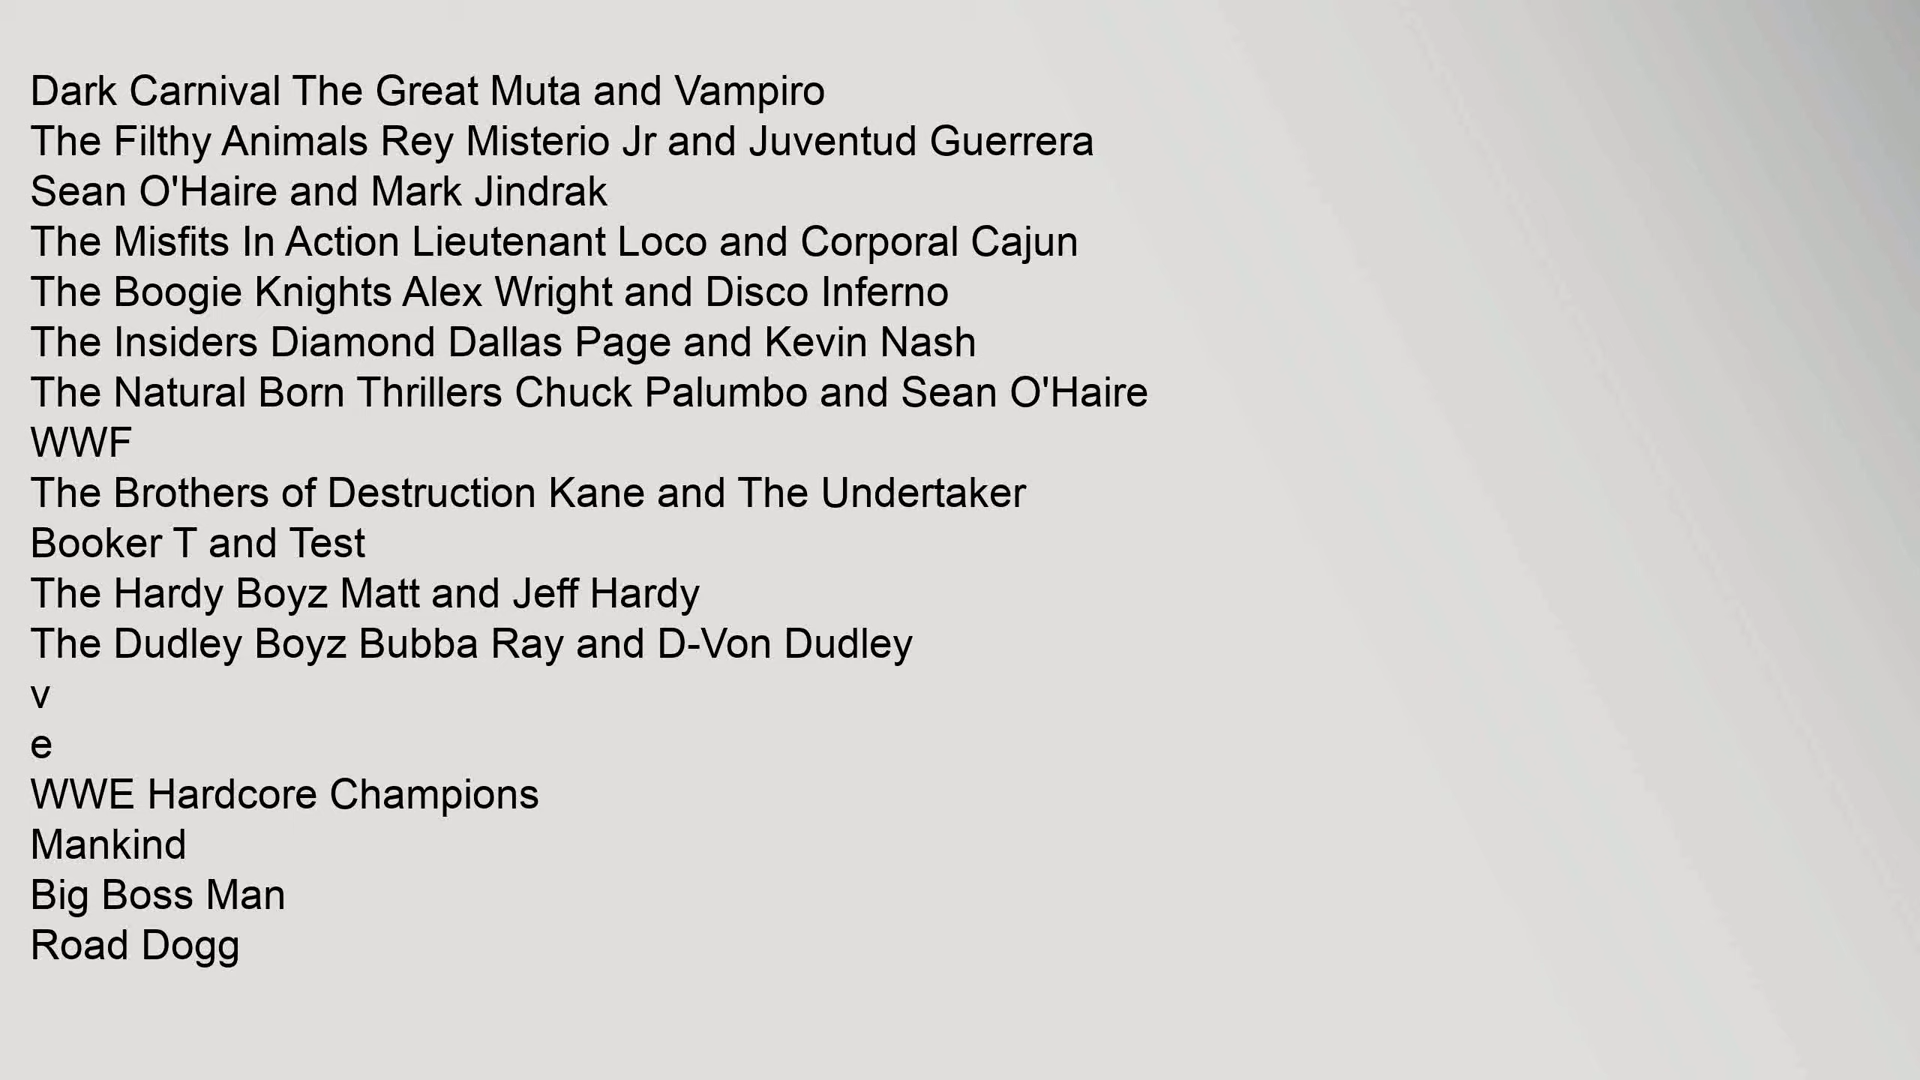 Dark Carnival The Great Muta and Vampiro
The Filthy Animals Rey Misterio Jr and Juventud Guerrera
Sean O'Haire and Mark Jindrak
The Misfits In Action Lieutenant Loco and Corporal Cajun
The Boogie Knights Alex Wright and Disco Inferno
The Insiders Diamond Dallas Page and Kevin Nash
The Natural Born Thrillers Chuck Palumbo and Sean O'Haire
WWF
The Brothers of Destruction Kane and The Undertaker
Booker T and Test
The Hardy Boyz Matt and Jeff Hardy
The Dudley Boyz Bubba Ray and D-Von Dudley
v
e
WWE Hardcore Champions
Mankind
Big Boss Man
Road Dogg